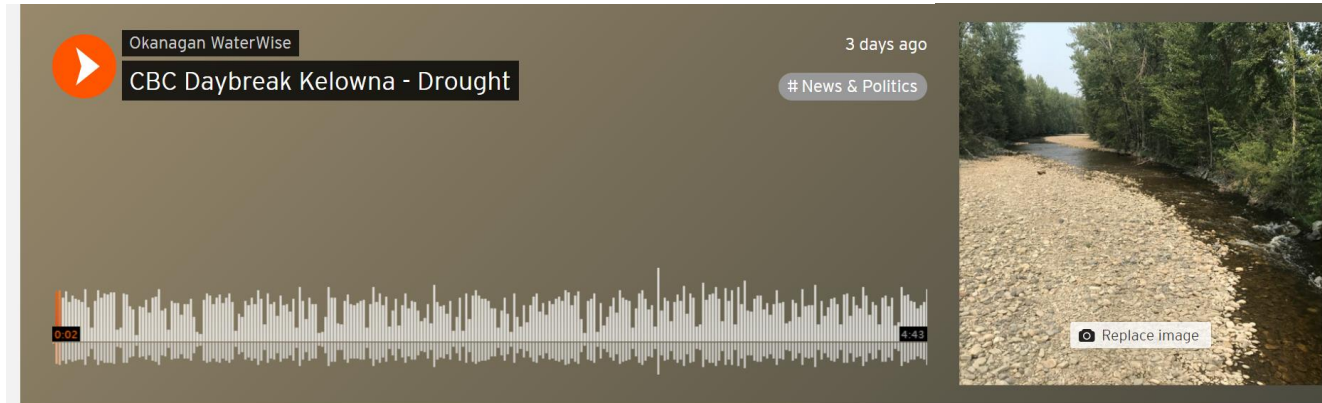 Okanagan WaterWise
CBC Daybreak Kelowna - Drought
3 days ago
# News & Politics
0:02
4:43
Replace image